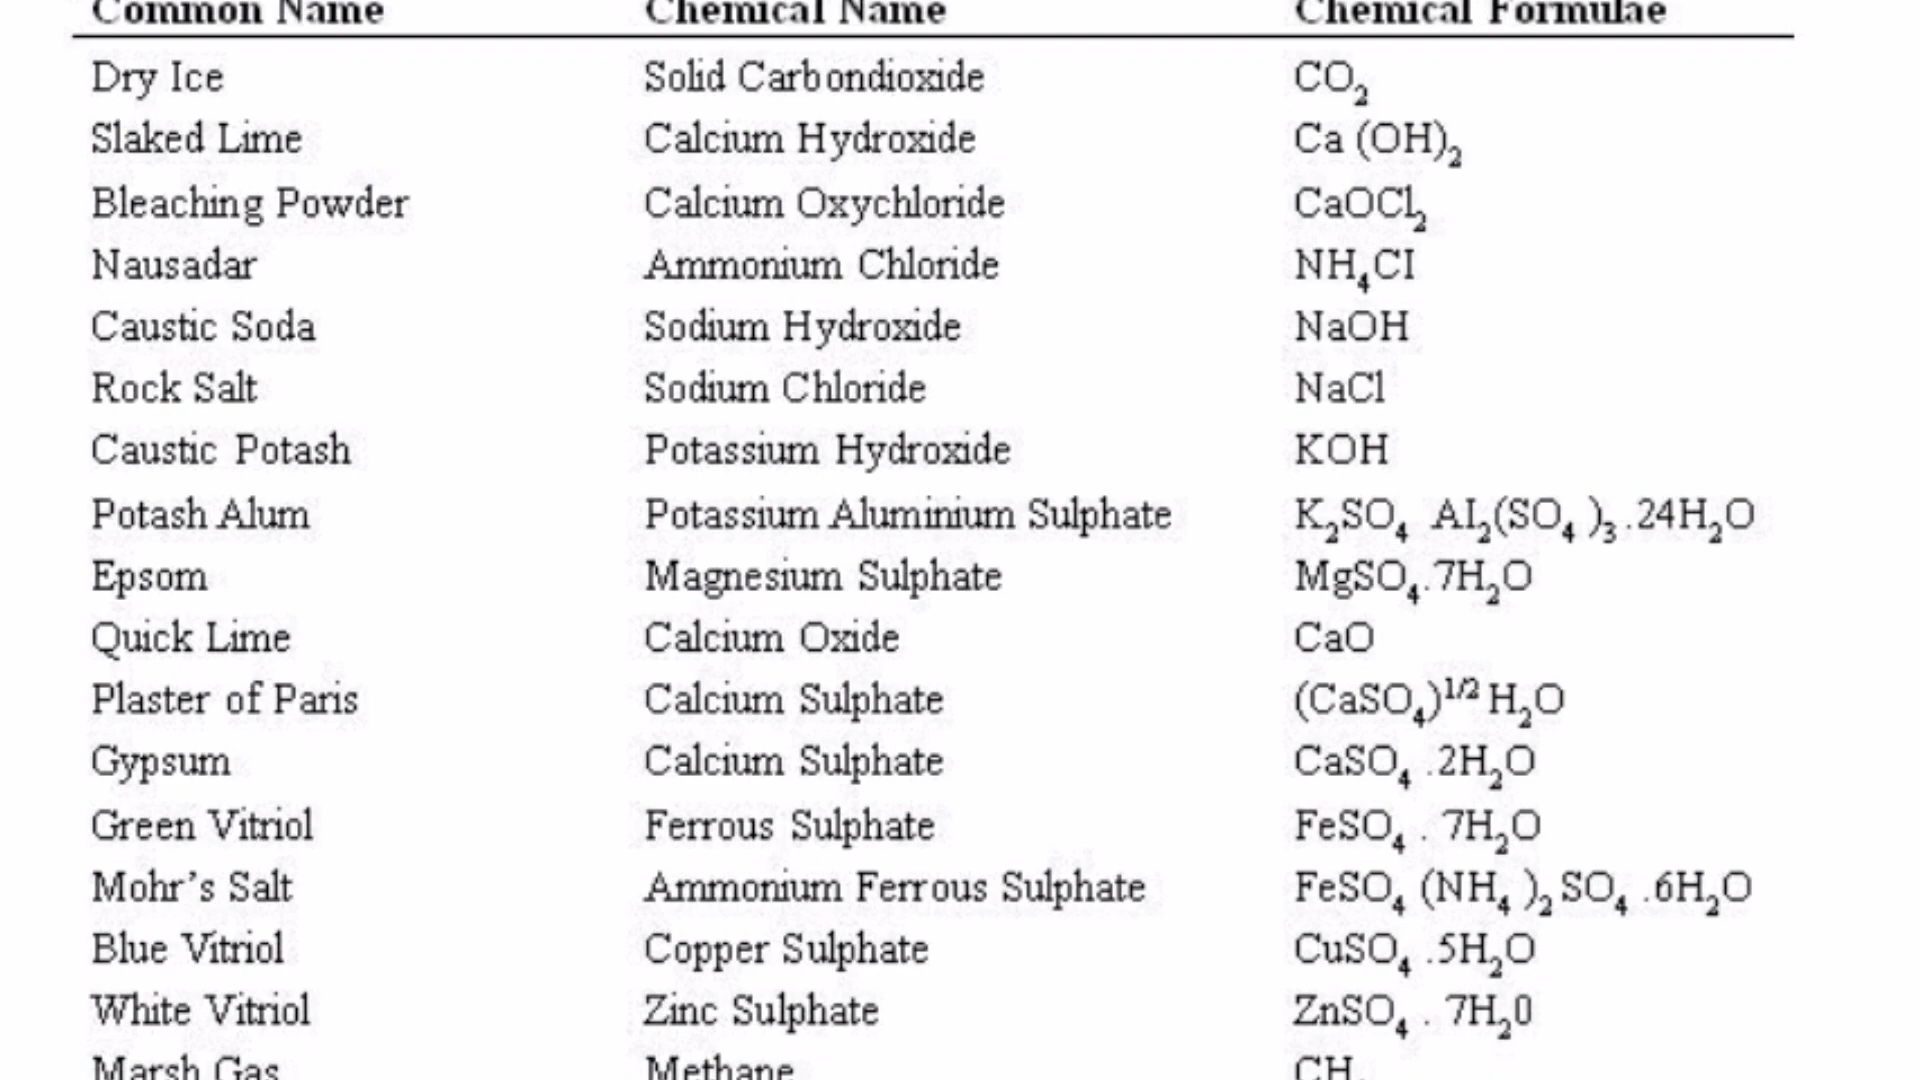 Common Name Chemical Name Chemical Formulae
Dry Ice Solid Carbondioxide CO₂
Slaked Lime Calcium Hydroxide Ca (OH)₂
Bleaching Powder Calcium Oxychloride CaOCl₂
Nausadar Ammonium Chloride NH₄CI
Caustic Soda Sodium Hydroxide NaOH
Rock Salt Sodium Chloride NaCl
Caustic Potash Potassium Hydroxide KOH
Potash Alum Potassium Aluminium Sulphate K₂SO₄ AI₂(SO₄ )₃ .24H₂O
Epsom Magnesium Sulphate MgSO₄.7H₂O
Quick Lime Calcium Oxide CaO
Plaster of Paris Calcium Sulphate (CaSO₄)¹/² H₂O
Gypsum Calcium Sulphate CaSO₄ .2H₂O
Green Vitriol Ferrous Sulphate FeSO₄ . 7H₂O
Mohr’s Salt Ammonium Ferrous Sulphate FeSO₄ (NH₄ )₂ SO₄ .6H₂O
Blue Vitriol Copper Sulphate CuSO₄ .5H₂O
White Vitriol Zinc Sulphate ZnSO₄ . 7H₂0
Marsh Gas Methane CH₄